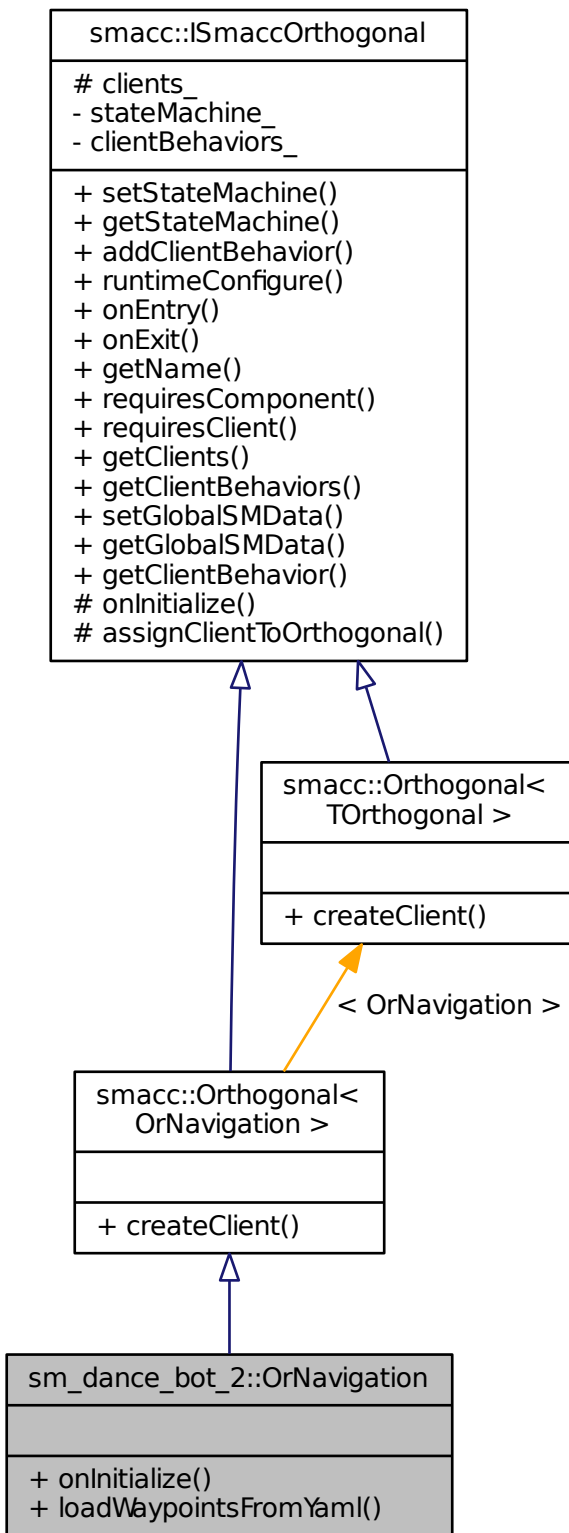 smacc::ISmaccOrthogonal
# clients_
- stateMachine_
- clientBehaviors_
+ setStateMachine()
+ getStateMachine()
+ addClientBehavior()
+ runtimeConfigure()
+ onEntry()
+ onExit()
+ getName()
+ requiresComponent()
+ requiresClient()
+ getClients()
+ getClientBehaviors()
+ setGlobalSMData()
+ getGlobalSMData()
+ getClientBehavior()
# onInitialize()
# assignClientToOrthogonal()
smacc::Orthogonal<
TOrthogonal >
+ createClient()
< OrNavigation >
smacc::Orthogonal<
OrNavigation >
+ createClient()
sm_dance_bot_2::OrNavigation
+ onInitialize()
+ loadWaypointsFromYaml()